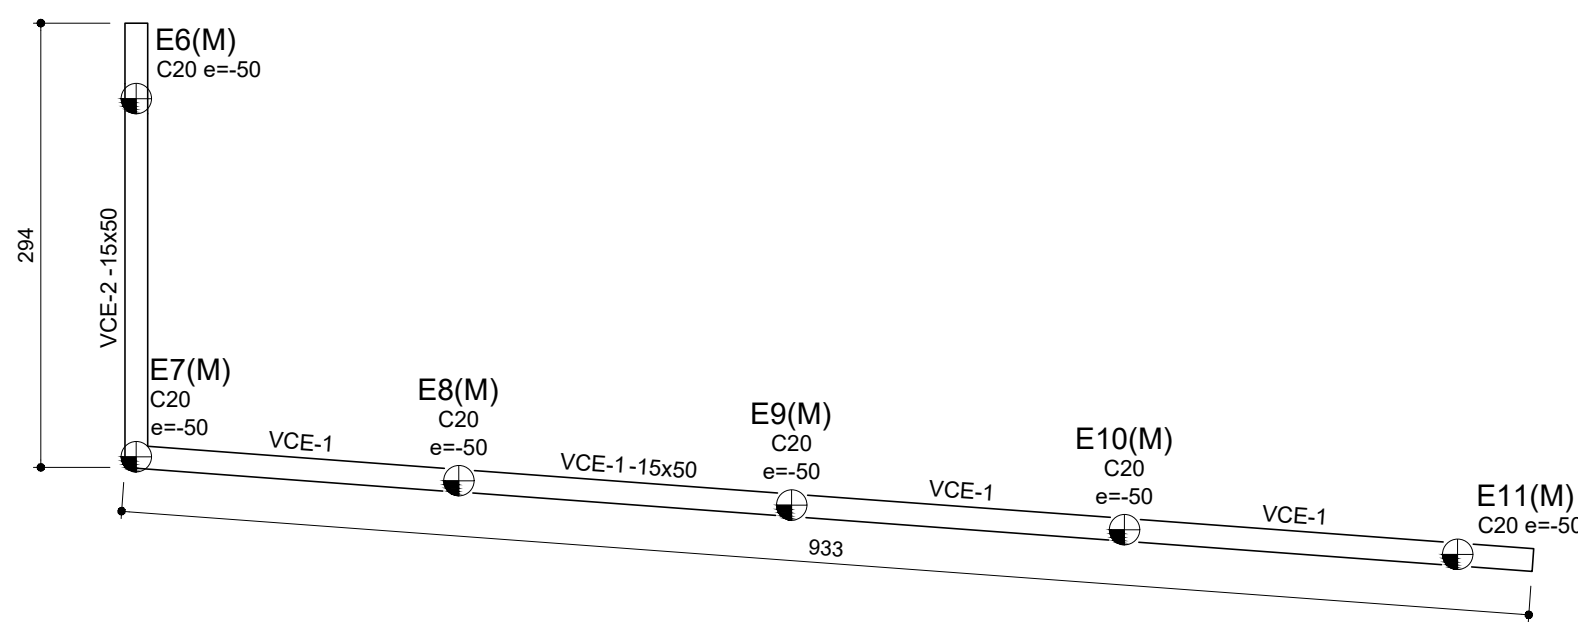 E6(M)
C20 e=-50
294
VCE-2 -15x50
E7(M)
C20
e=-50
VCE-1
E8(M)
C20
e=-50
VCE-1 -15x50
E9(M)
C20
e=-50
VCE-1
E10(M)
C20
e=-50
VCE-1
E11(M)
C20 e=-50
933